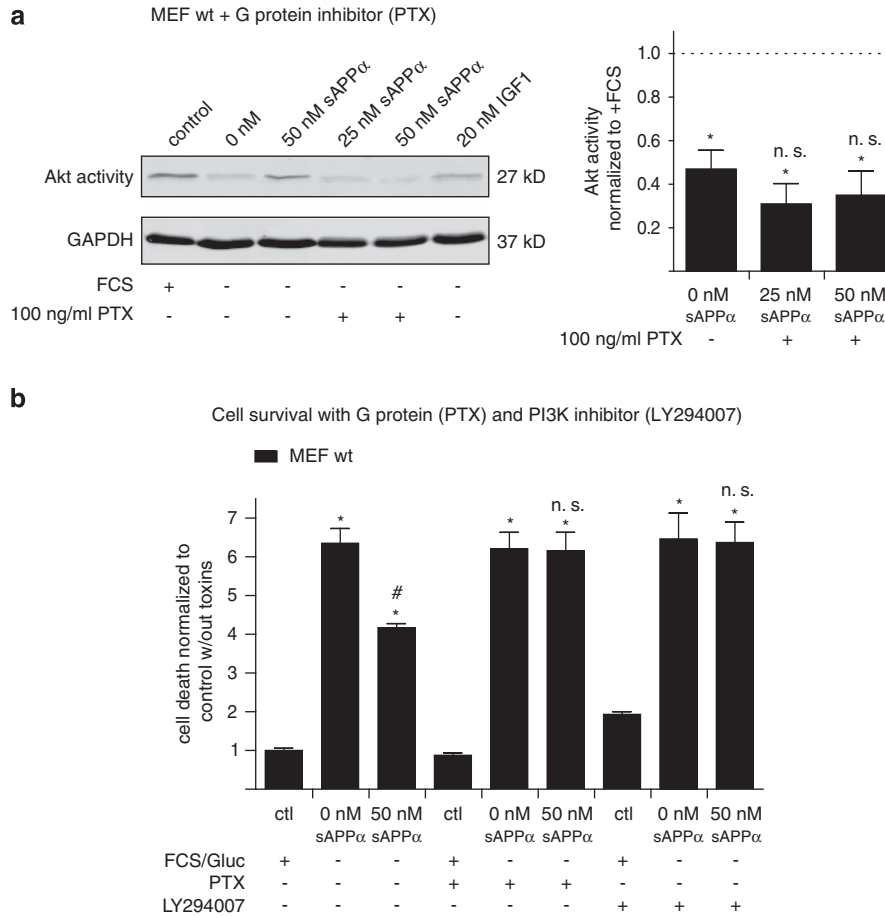 a
MEF wt + G protein inhibitor (PTX)
control
0 nM
50 nM sAPPα
25 nM sAPPα
50 nM sAPPα
20 nM IGF1
Akt activity
27 kD
GAPDH
37 kD
FCS + - - - - -
100 ng/ml PTX - - - + + -
Akt activity
normalized to +FCS
1.0
0.8
0.6
0.4
0.2
*
n. s.
*
n. s.
*
0 nM 25 nM 50 nM
sAPPα sAPPα sAPPα
100 ng/ml PTX - + +
b
Cell survival with G protein (PTX) and PI3K inhibitor (LY294007)
MEF wt
cell death normalized to
control w/out toxins
7
6
5
4
3
2
1
*
#
*
*
n. s.
*
*
n. s.
*
ctl 0 nM 50 nM ctl 0 nM 50 nM ctl 0 nM 50 nM
sAPPα sAPPα sAPPα sAPPα sAPPα sAPPα
FCS/Gluc + - - + - - + - -
PTX - - - + + + - - -
LY294007 - - - - - - + + +